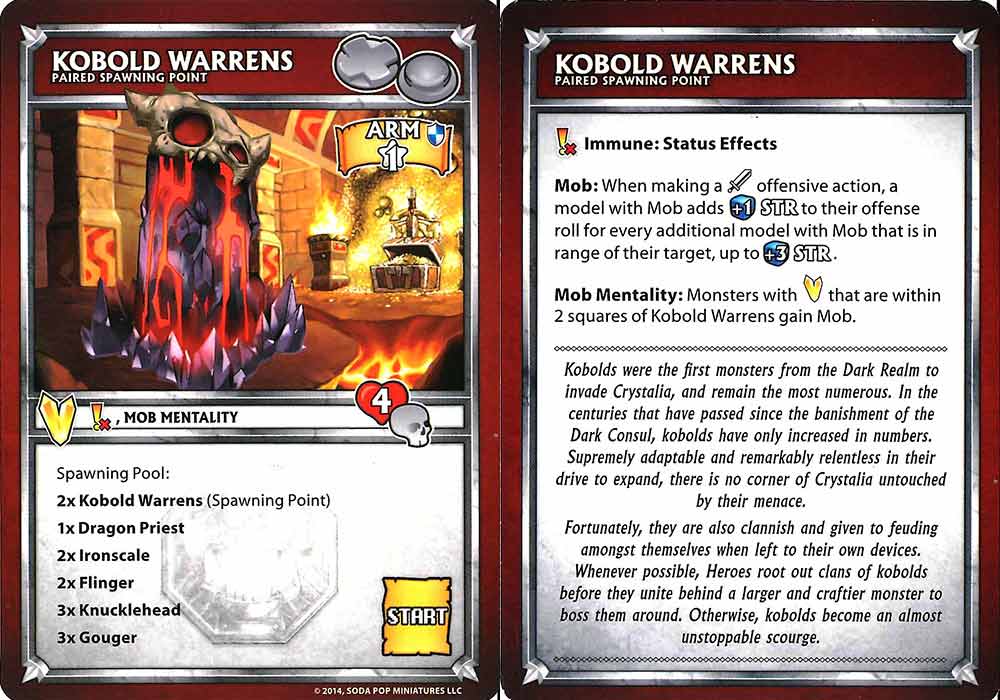 KOBOLD WARRENS
PAIRED SPAWNING POINT
ARM
1
4
, MOB MENTALITY
Spawning Pool:
2x Kobold Warrens (Spawning Point)
1x Dragon Priest
2x Ironscale
2x Flinger
3x Knucklehead
3x Gouger
START
© 2014, SODA POP MINIATURES LLC
KOBOLD WARRENS
PAIRED SPAWNING POINT
Immune: Status Effects
Mob: When making a offensive action, a
model with Mob adds +1 STR to their offense
roll for every additional model with Mob that is in
range of their target, up to +3 STR.
Mob Mentality: Monsters with that are within
2 squares of Kobold Warrens gain Mob.
Kobolds were the first monsters from the Dark Realm to
invade Crystalia, and remain the most numerous. In the
centuries that have passed since the banishment of the
Dark Consul, kobolds have only increased in numbers.
Supremely adaptable and remarkably relentless in their
drive to expand, there is no corner of Crystalia untouched
by their menace.
Fortunately, they are also clannish and given to feuding
amongst themselves when left to their own devices.
Whenever possible, Heroes root out clans of kobolds
before they unite behind a larger and craftier monster to
boss them around. Otherwise, kobolds become an almost
unstoppable scourge.